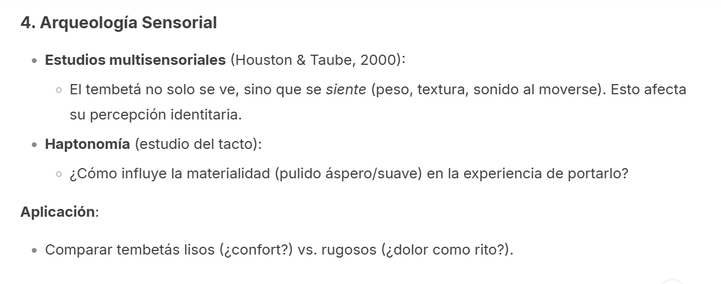 4. Arqueología Sensorial
• Estudios multisensoriales (Houston & Taube, 2000):
○ El tembetá no solo se ve, sino que se siente (peso, textura, sonido al moverse). Esto afecta
su percepción identitaria.
• Haptonomía (estudio del tacto):
○ ¿Cómo influye la materialidad (pulido áspero/suave) en la experiencia de portarlo?
Aplicación:
• Comparar tembetás lisos (¿confort?) vs. rugosos (¿dolor como rito?).